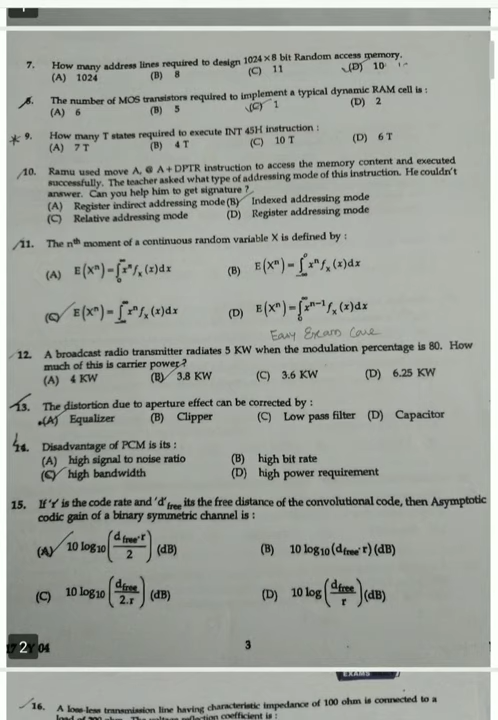 7. How many address lines required to design 1024 × 8 bit Random access memory.
(A) 1024 (B) 8 (C) 11 (D) 10
8. The number of MOS transistors required to implement a typical dynamic RAM cell is :
(A) 6 (B) 5 (C) 1 (D) 2
* 9. How many T states required to execute INT 45H instruction :
(A) 7 T (B) 4 T (C) 10 T (D) 6 T
10. Ramu used move A, @ A + DPTR instruction to access the memory content and executed
successfully. The teacher asked what type of addressing mode of this instruction. He couldn't
answer. Can you help him to get signature ?
(A) Register indirect addressing mode (B) Indexed addressing mode
(C) Relative addressing mode (D) Register addressing mode
11. The nth moment of a continuous random variable X is defined by :
(A) E(Xⁿ) = ∫₀^∞ xⁿ fₓ(x)dx (B) E(Xⁿ) = ∫₋∞^0 xⁿ fₓ(x)dx
(C) E(Xⁿ) = ∫₋∞^∞ xⁿ fₓ(x)dx (D) E(Xⁿ) = ∫₀^∞ xⁿ⁻¹ fₓ(x)dx
Easy Exam Care
12. A broadcast radio transmitter radiates 5 KW when the modulation percentage is 80. How
much of this is carrier power ?
(A) 4 KW (B) 3.8 KW (C) 3.6 KW (D) 6.25 KW
13. The distortion due to aperture effect can be corrected by :
(A) Equalizer (B) Clipper (C) Low pass filter (D) Capacitor
14. Disadvantage of PCM is its :
(A) high signal to noise ratio (B) high bit rate
(C) high bandwidth (D) high power requirement
15. If 'r' is the code rate and 'd' free its the free distance of the convolutional code, then Asymptotic
codic gain of a binary symmetric channel is :
(A) 10 log10 (dfree·r / 2) (dB) (B) 10 log10 (dfree·r) (dB)
(C) 10 log10 (dfree / 2.r) (dB) (D) 10 log (dfree / r) (dB)
2 Y 04 3
EXAMS
16. A loss-less transmission line having characteristic impedance of 100 ohm is connected to a
load of 300 ohm. The voltage reflection coefficient is :